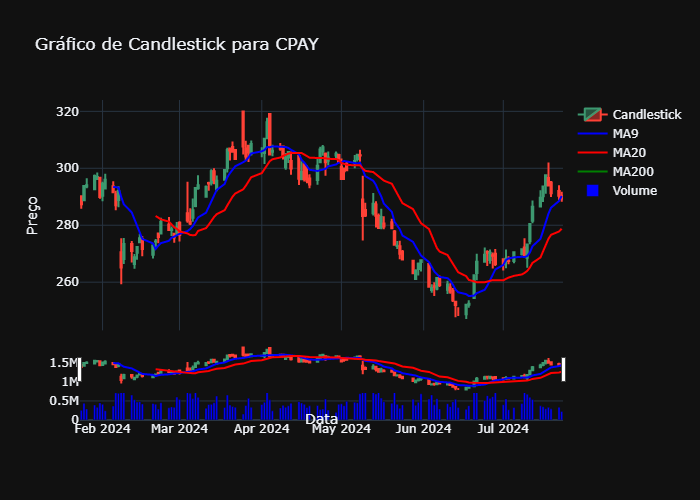 Gráfico de Candlestick para CPAY
320
300
280
260
Preço
Candlestick
MA9
MA20
MA200
Volume
1.5M
1M
0.5M
0
Data
Feb 2024 Mar 2024 Apr 2024 May 2024 Jun 2024 Jul 2024